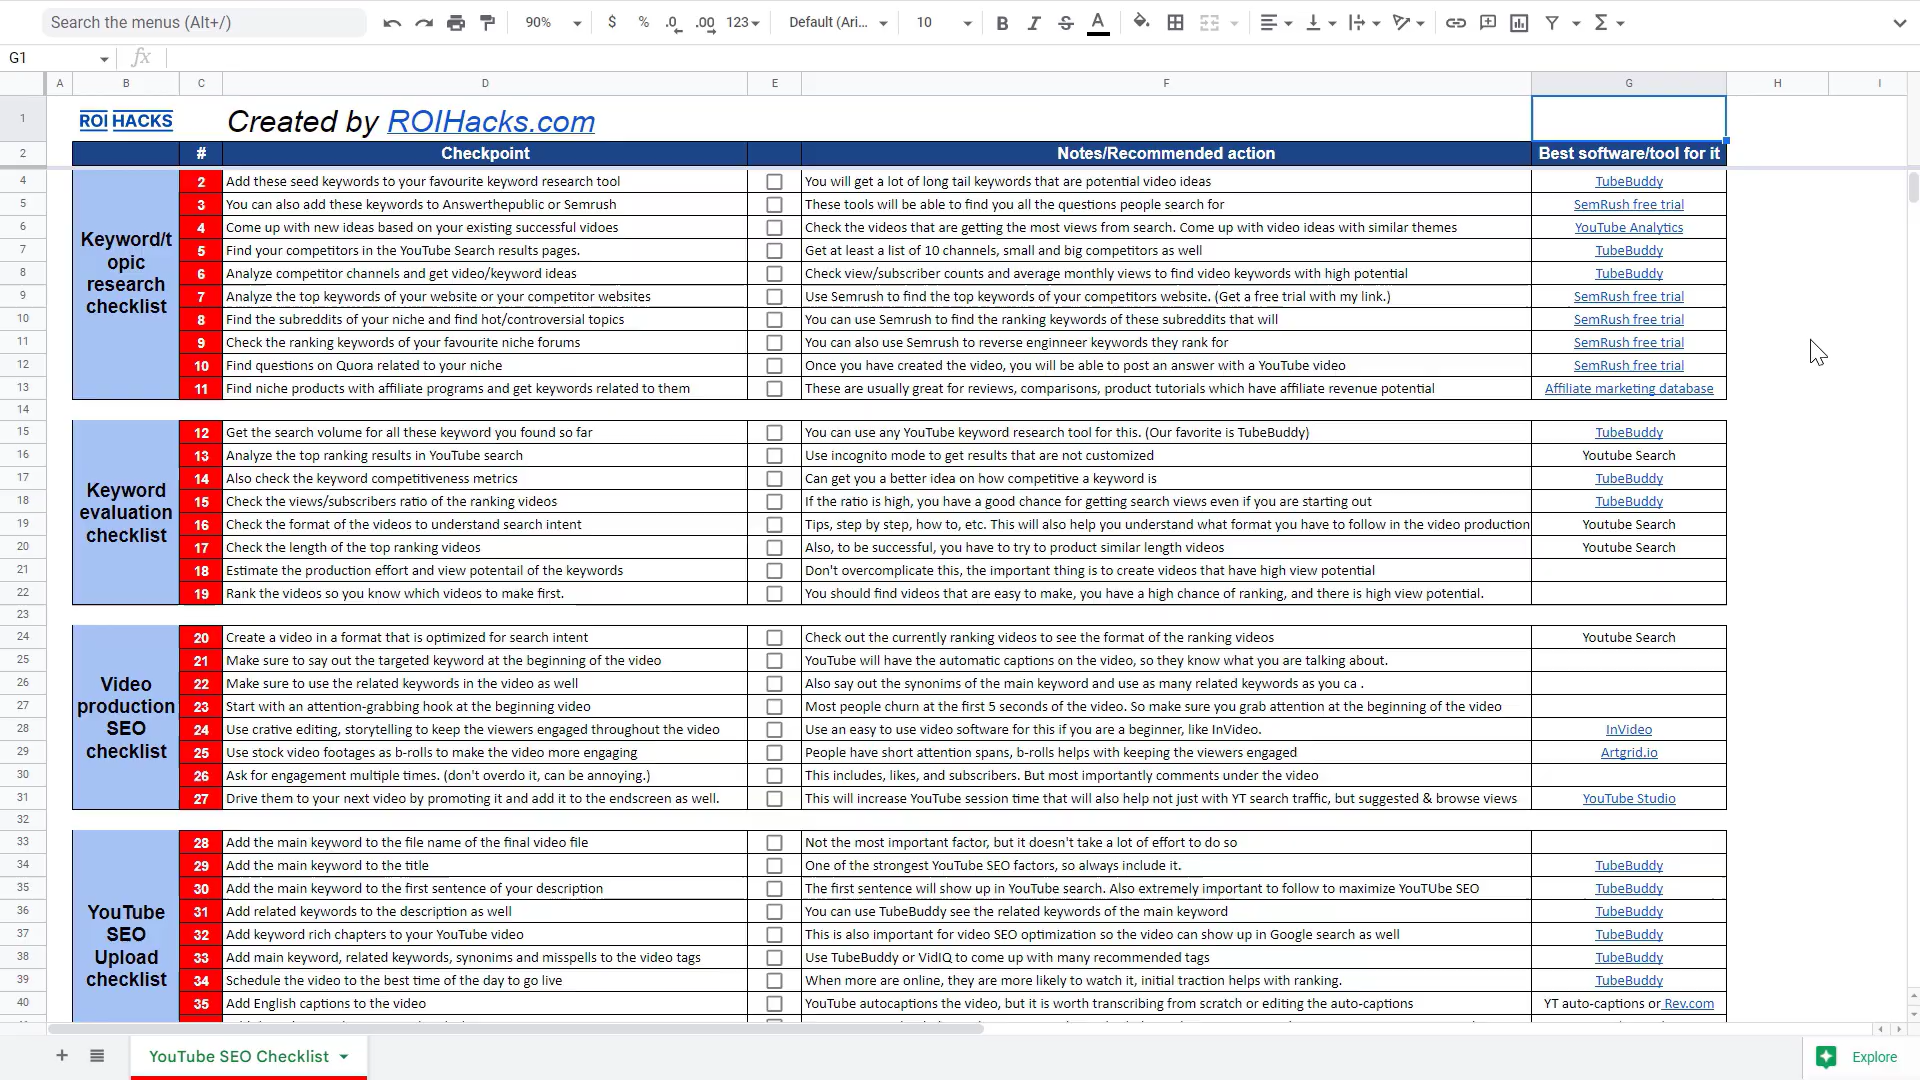 Search the menus (Alt+/) 90% $ % .0 .00 123 Default (Ari... 10 B I S A
G1 fx
A B C D E F G H I
1 ROI HACKS Created by ROIHacks.com
2 # Checkpoint Notes/Recommended action Best software/tool for it
Keyword/t
opic
research
checklist
4 2 Add these seed keywords to your favourite keyword research tool You will get a lot of long tail keywords that are potential video ideas TubeBuddy
5 3 You can also add these keywords to Answerthepublic or Semrush These tools will be able to find you all the questions people search for SemRush free trial
6 4 Come up with new ideas based on your existing successful vidoes Check the videos that are getting the most views from search. Come up with video ideas with similar themes YouTube Analytics
7 5 Find your competitors in the YouTube Search results pages. Get at least a list of 10 channels, small and big competitors as well TubeBuddy
8 6 Analyze competitor channels and get video/keyword ideas Check view/subscriber counts and average monthly views to find video keywords with high potential TubeBuddy
9 7 Analyze the top keywords of your website or your competitor websites Use Semrush to find the top keywords of your competitors website. (Get a free trial with my link.) SemRush free trial
10 8 Find the subreddits of your niche and find hot/controversial topics You can use Semrush to find the ranking keywords of these subreddits that will SemRush free trial
11 9 Check the ranking keywords of your favourite niche forums You can also use Semrush to reverse enginneer keywords they rank for SemRush free trial
12 10 Find questions on Quora related to your niche Once you have created the video, you will be able to post an answer with a YouTube video SemRush free trial
13 11 Find niche products with affiliate programs and get keywords related to them These are usually great for reviews, comparisons, product tutorials which have affiliate revenue potential Affiliate marketing database
14
Keyword
evaluation
checklist
15 12 Get the search volume for all these keyword you found so far You can use any YouTube keyword research tool for this. (Our favorite is TubeBuddy) TubeBuddy
16 13 Analyze the top ranking results in YouTube search Use incognito mode to get results that are not customized Youtube Search
17 14 Also check the keyword competitiveness metrics Can get you a better idea on how competitive a keyword is TubeBuddy
18 15 Check the views/subscribers ratio of the ranking videos If the ratio is high, you have a good chance for getting search views even if you are starting out TubeBuddy
19 16 Check the format of the videos to understand search intent Tips, step by step, how to, etc. This will also help you understand what format you have to follow in the video production Youtube Search
20 17 Check the length of the top ranking videos Also, to be successful, you have to try to product similar length videos Youtube Search
21 18 Estimate the production effort and view potentail of the keywords Don't overcomplicate this, the important thing is to create videos that have high view potential
22 19 Rank the videos so you know which videos to make first. You should find videos that are easy to make, you have a high chance of ranking, and there is high view potential.
23
Video
production
SEO
checklist
24 20 Create a video in a format that is optimized for search intent Check out the currently ranking videos to see the format of the ranking videos Youtube Search
25 21 Make sure to say out the targeted keyword at the beginning of the video YouTube will have the automatic captions on the video, so they know what you are talking about.
26 22 Make sure to use the related keywords in the video as well Also say out the synonims of the main keyword and use as many related keywords as you ca .
27 23 Start with an attention-grabbing hook at the beginning video Most people churn at the first 5 seconds of the video. So make sure you grab attention at the beginning of the video
28 24 Use crative editing, storytelling to keep the viewers engaged throughout the video Use an easy to use video software for this if you are a beginner, like InVideo. InVideo
29 25 Use stock video footages as b-rolls to make the video more engaging People have short attention spans, b-rolls helps with keeping the viewers engaged Artgrid.io
30 26 Ask for engagement multiple times. (don't overdo it, can be annoying.) This includes, likes, and subscribers. But most importantly comments under the video
31 27 Drive them to your next video by promoting it and add it to the endscreen as well. This will increase YouTube session time that will also help not just with YT search traffic, but suggested & browse views YouTube Studio
32
YouTube
SEO
Upload
checklist
33 28 Add the main keyword to the file name of the final video file Not the most important factor, but it doesn't take a lot of effort to do so
34 29 Add the main keyword to the title One of the strongest YouTube SEO factors, so always include it. TubeBuddy
35 30 Add the main keyword to the first sentence of your description The first sentence will show up in YouTube search. Also extremely important to follow to maximize YouTUBE SEO TubeBuddy
36 31 Add related keywords to the description as well You can use TubeBuddy see the related keywords of the main keyword TubeBuddy
37 32 Add keyword rich chapters to your YouTube video This is also important for video SEO optimization so the video can show up in Google search as well TubeBuddy
38 33 Add main keyword, related keywords, synonims and misspells to the video tags Use TubeBuddy or VidIQ to come up with many recommended tags TubeBuddy
39 34 Schedule the video to the best time of the day to go live When more are online, they are more likely to watch it, initial traction helps with ranking. TubeBuddy
40 35 Add English captions to the video YouTube autocaptions the video, but it is worth transcribing from scratch or editing the auto-captions YT auto-captions or Rev.com
YouTube SEO Checklist Explore